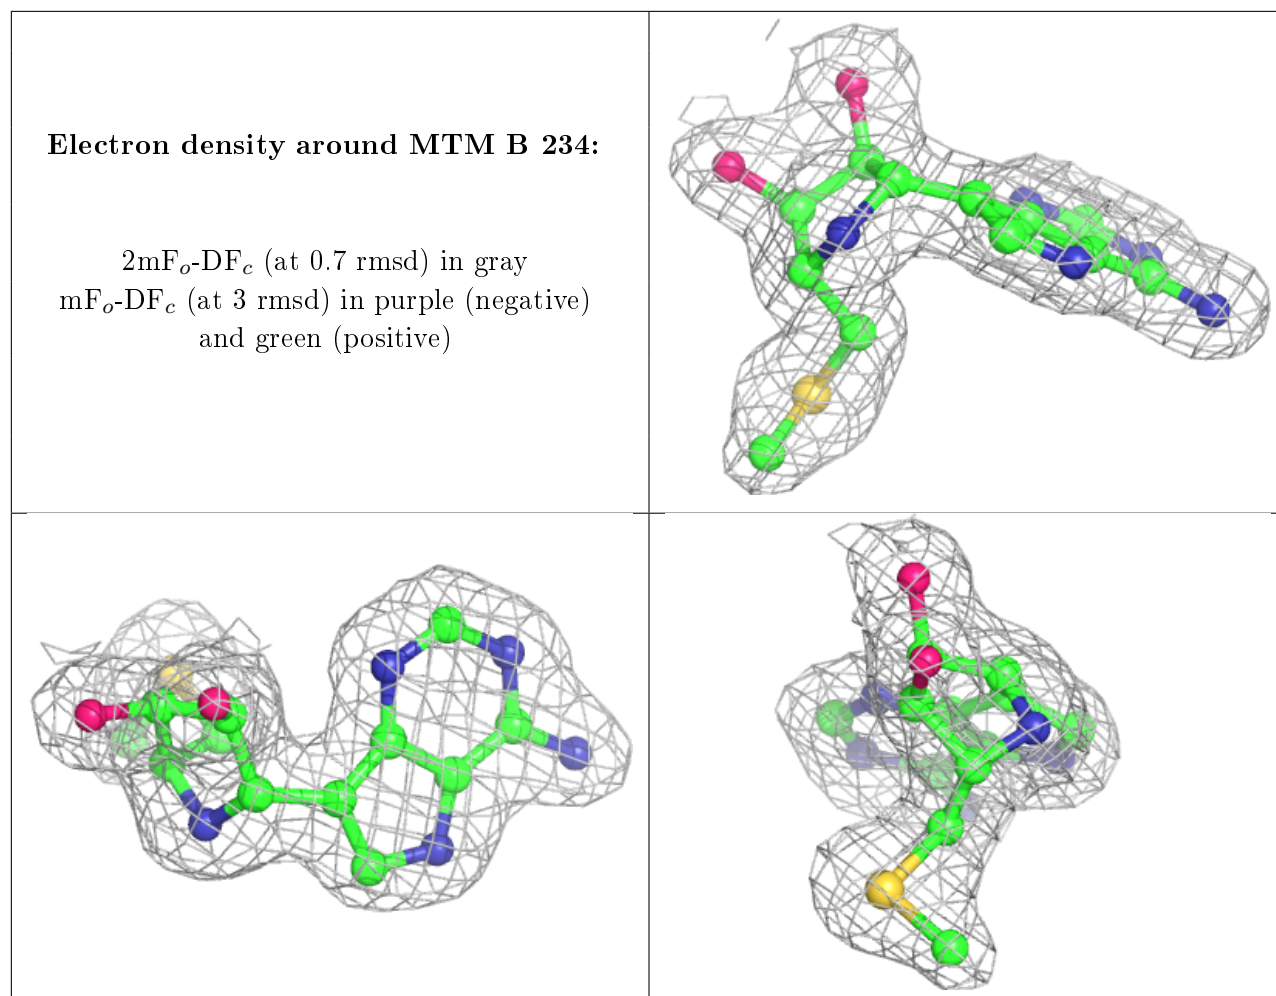 Electron density around MTM B 234:
2mFₒ-DF𝑐 (at 0.7 rmsd) in gray
mFₒ-DF𝑐 (at 3 rmsd) in purple (negative)
and green (positive)